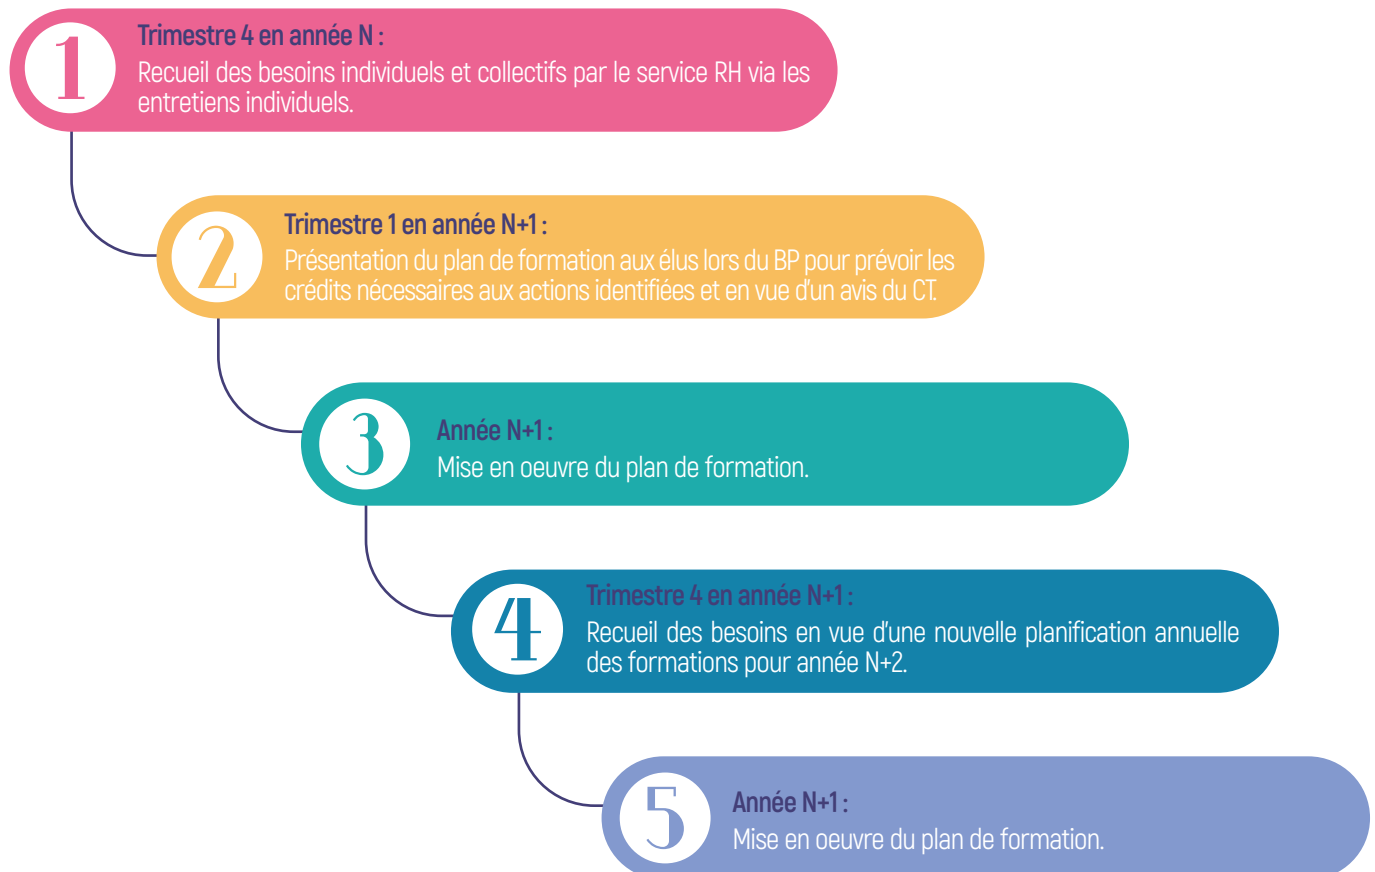 1
Trimestre 4 en année N :
Recueil des besoins individuels et collectifs par le service RH via les
entretiens individuels.
2
Trimestre 1 en année N+1 :
Présentation du plan de formation aux élus lors du BP pour prévoir les
crédits nécessaires aux actions identifiées et en vue d'un avis du CT.
3
Année N+1 :
Mise en oeuvre du plan de formation.
4
Trimestre 4 en année N+1 :
Recueil des besoins en vue d'une nouvelle planification annuelle
des formations pour année N+2.
5
Année N+1 :
Mise en oeuvre du plan de formation.